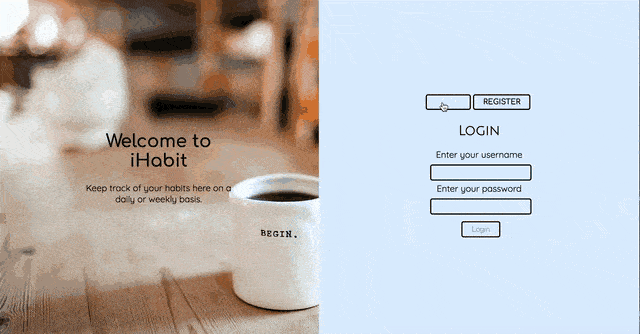 Welcome to
iHabit
Keep track of your habits here on a
daily or weekly basis.
BEGIN.
REGISTER
LOGIN
Enter your username
Enter your password
Login